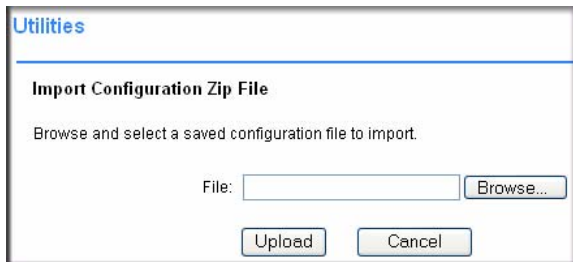 Utilities
Import Configuration Zip File
Browse and select a saved configuration file to import.
File: Browse...
Upload Cancel